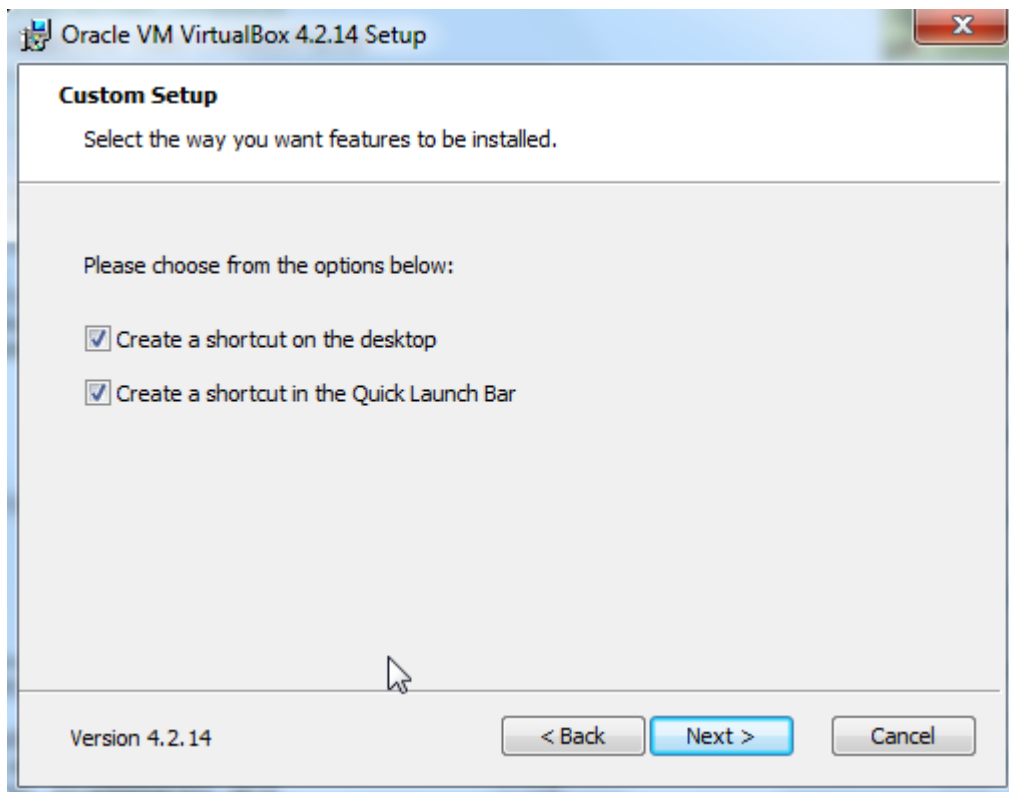 Oracle VM VirtualBox 4.2.14 Setup
Custom Setup
Select the way you want features to be installed.
Please choose from the options below:
Create a shortcut on the desktop
Create a shortcut in the Quick Launch Bar
Version 4.2.14
< Back
Next >
Cancel